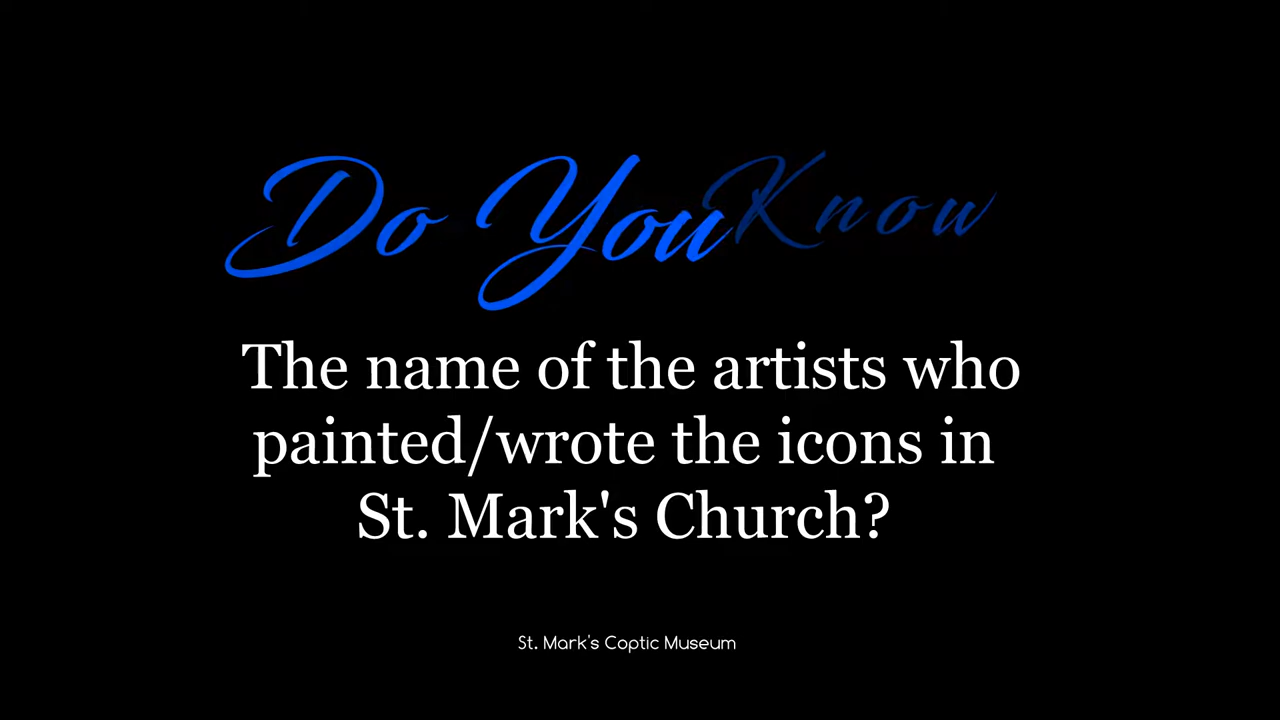 Do You Know
The name of the artists who
painted/wrote the icons in
St. Mark's Church?
St. Mark's Coptic Museum